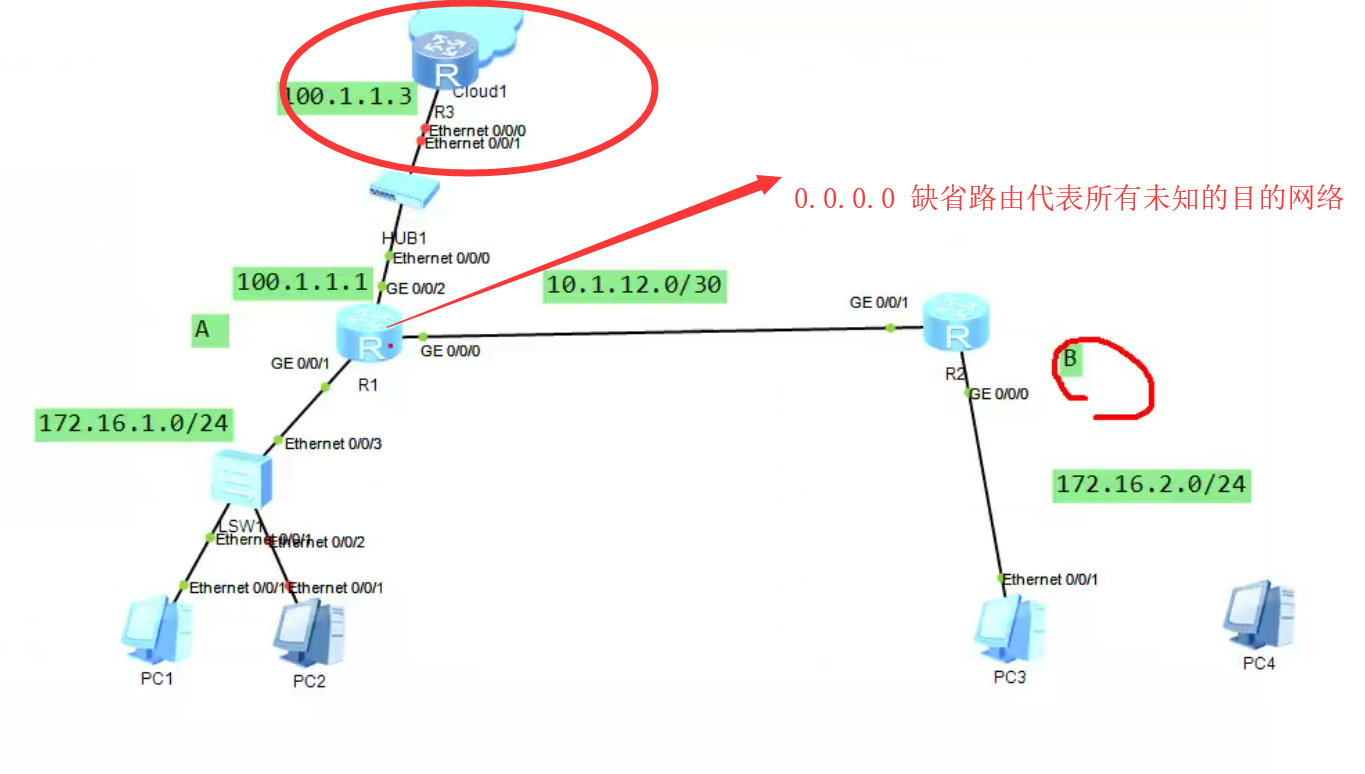 Cloud1
100.1.1.3
R
R3
Ethernet 0/0/0
Ethernet 0/0/1
0.0.0.0 缺省路由代表所有未知的目的网络
HUB1
Ethernet 0/0/0
100.1.1.1
GE 0/0/2
10.1.12.0/30
GE 0/0/1
A
R
GE 0/0/0
R
GE 0/0/1
R1
R2
B
GE 0/0/0
172.16.1.0/24
Ethernet 0/0/3
172.16.2.0/24
LSW1
Ethernet 0/0/1
Ethernet 0/0/2
Ethernet 0/0/1
Ethernet 0/0/1
Ethernet 0/0/1
PC1
PC2
PC3
PC4